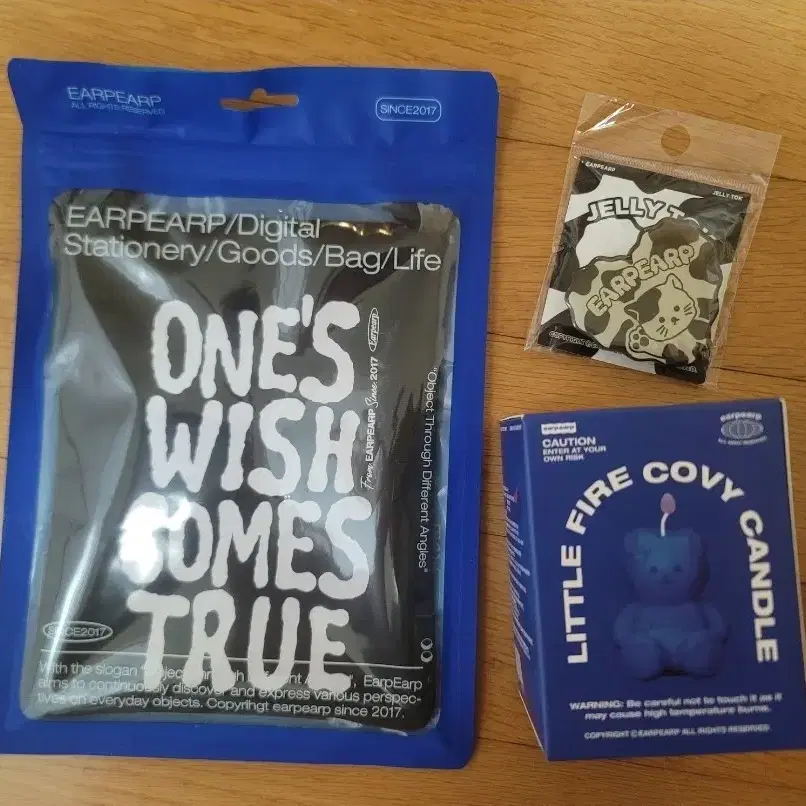 EARPEARP
ALL RIGHTS RESERVED
SINCE2017
EARPEARP/Digital
Stationery/Goods/Bag/Life
ONE'S
WISH
COMES
TRUE
Earpearp
From EARPEARP Since 2017
"Object Through Different Angles"
SINCE2017
With the slogan
EarpEarp
aims to continuously discover and express various perspec-
tives on everyday objects. Copyrihgt earpearp since 2017.
EARPEARP
JELLY TOK
JELLY
EARPEARP
earpearp
CAUTION
ENTER AT YOUR
OWN RISK
earpearp
ALL RIGHT RESERVED
LITTLE FIRE COVY CANDLE
WARNING: Be careful not to touch it as it
may cause high temperature burns.
COPYRIGHT © EARPEARP ALL RIGHTS RESERVED